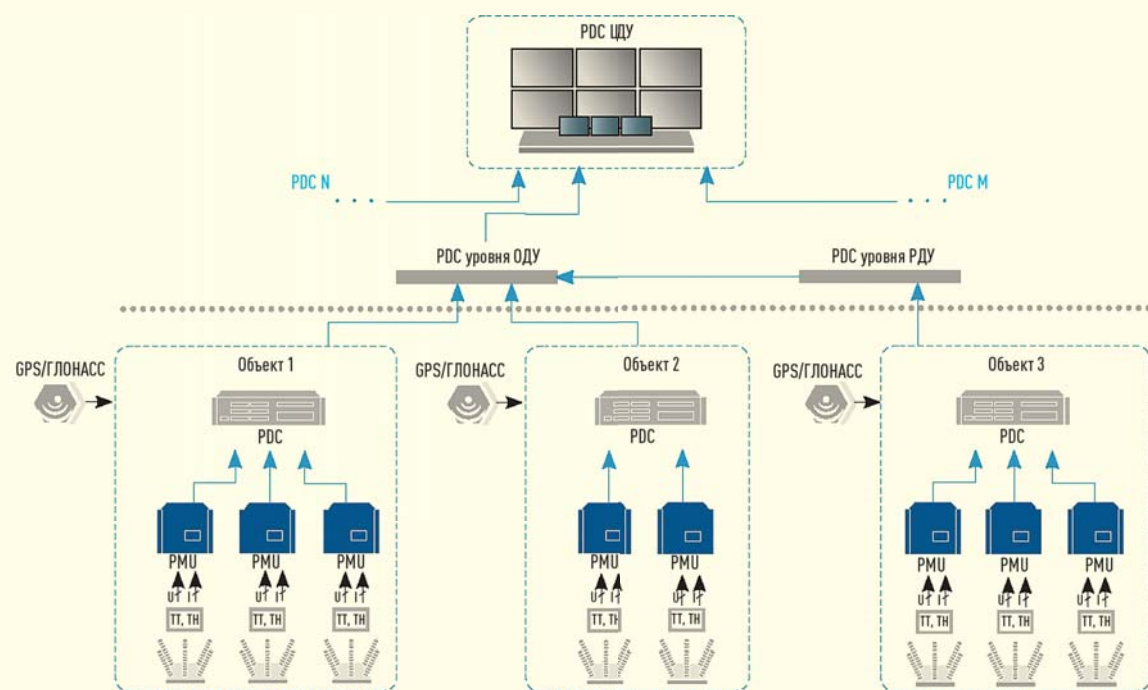 PDC ЦДУ
PDC N
PDC M
PDC уровня ОДУ
PDC уровня РДУ
GPS/ГЛОНАСС
Объект 1
GPS/ГЛОНАСС
Объект 2
GPS/ГЛОНАСС
Объект 3
PDC
PDC
PDC
PMU
PMU
PMU
PMU
PMU
PMU
PMU
PMU
U I
U I
U I
U I
U I
U I
U I
U I
ТТ, ТН
ТТ, ТН
ТТ, ТН
ТТ, ТН
ТТ, ТН
ТТ, ТН
ТТ, ТН
ТТ, ТН